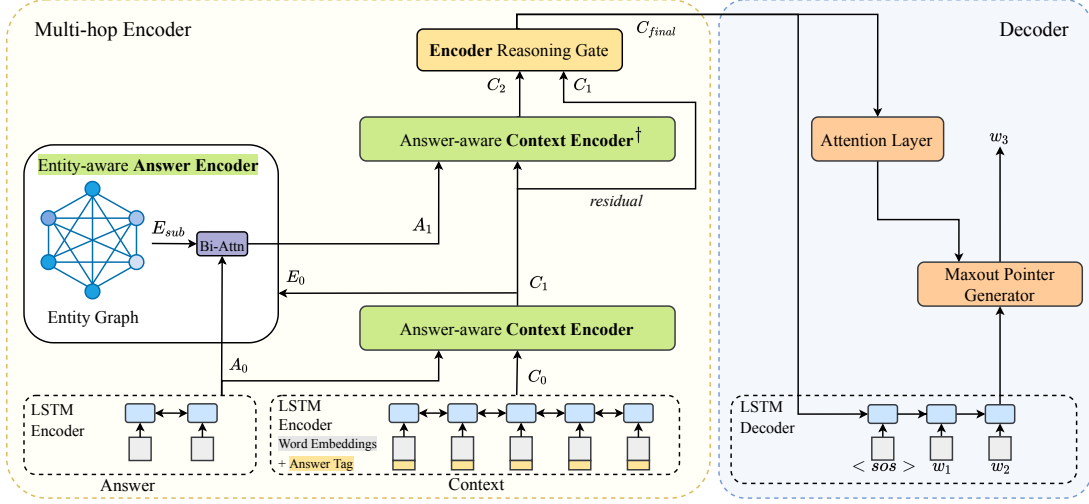 Multi-hop Encoder
C_final
Decoder
Encoder Reasoning Gate
C_2
C_1
Answer-aware Context Encoder†
Attention Layer
w_3
Entity-aware Answer Encoder
residual
E_sub
Bi-Attn
A_1
Entity Graph
E_0
C_1
Maxout Pointer
Generator
Answer-aware Context Encoder
A_0
C_0
LSTM
Encoder
Answer
LSTM
Encoder
Word Embeddings
+ Answer Tag
Context
LSTM
Decoder
< sos >
w_1
w_2